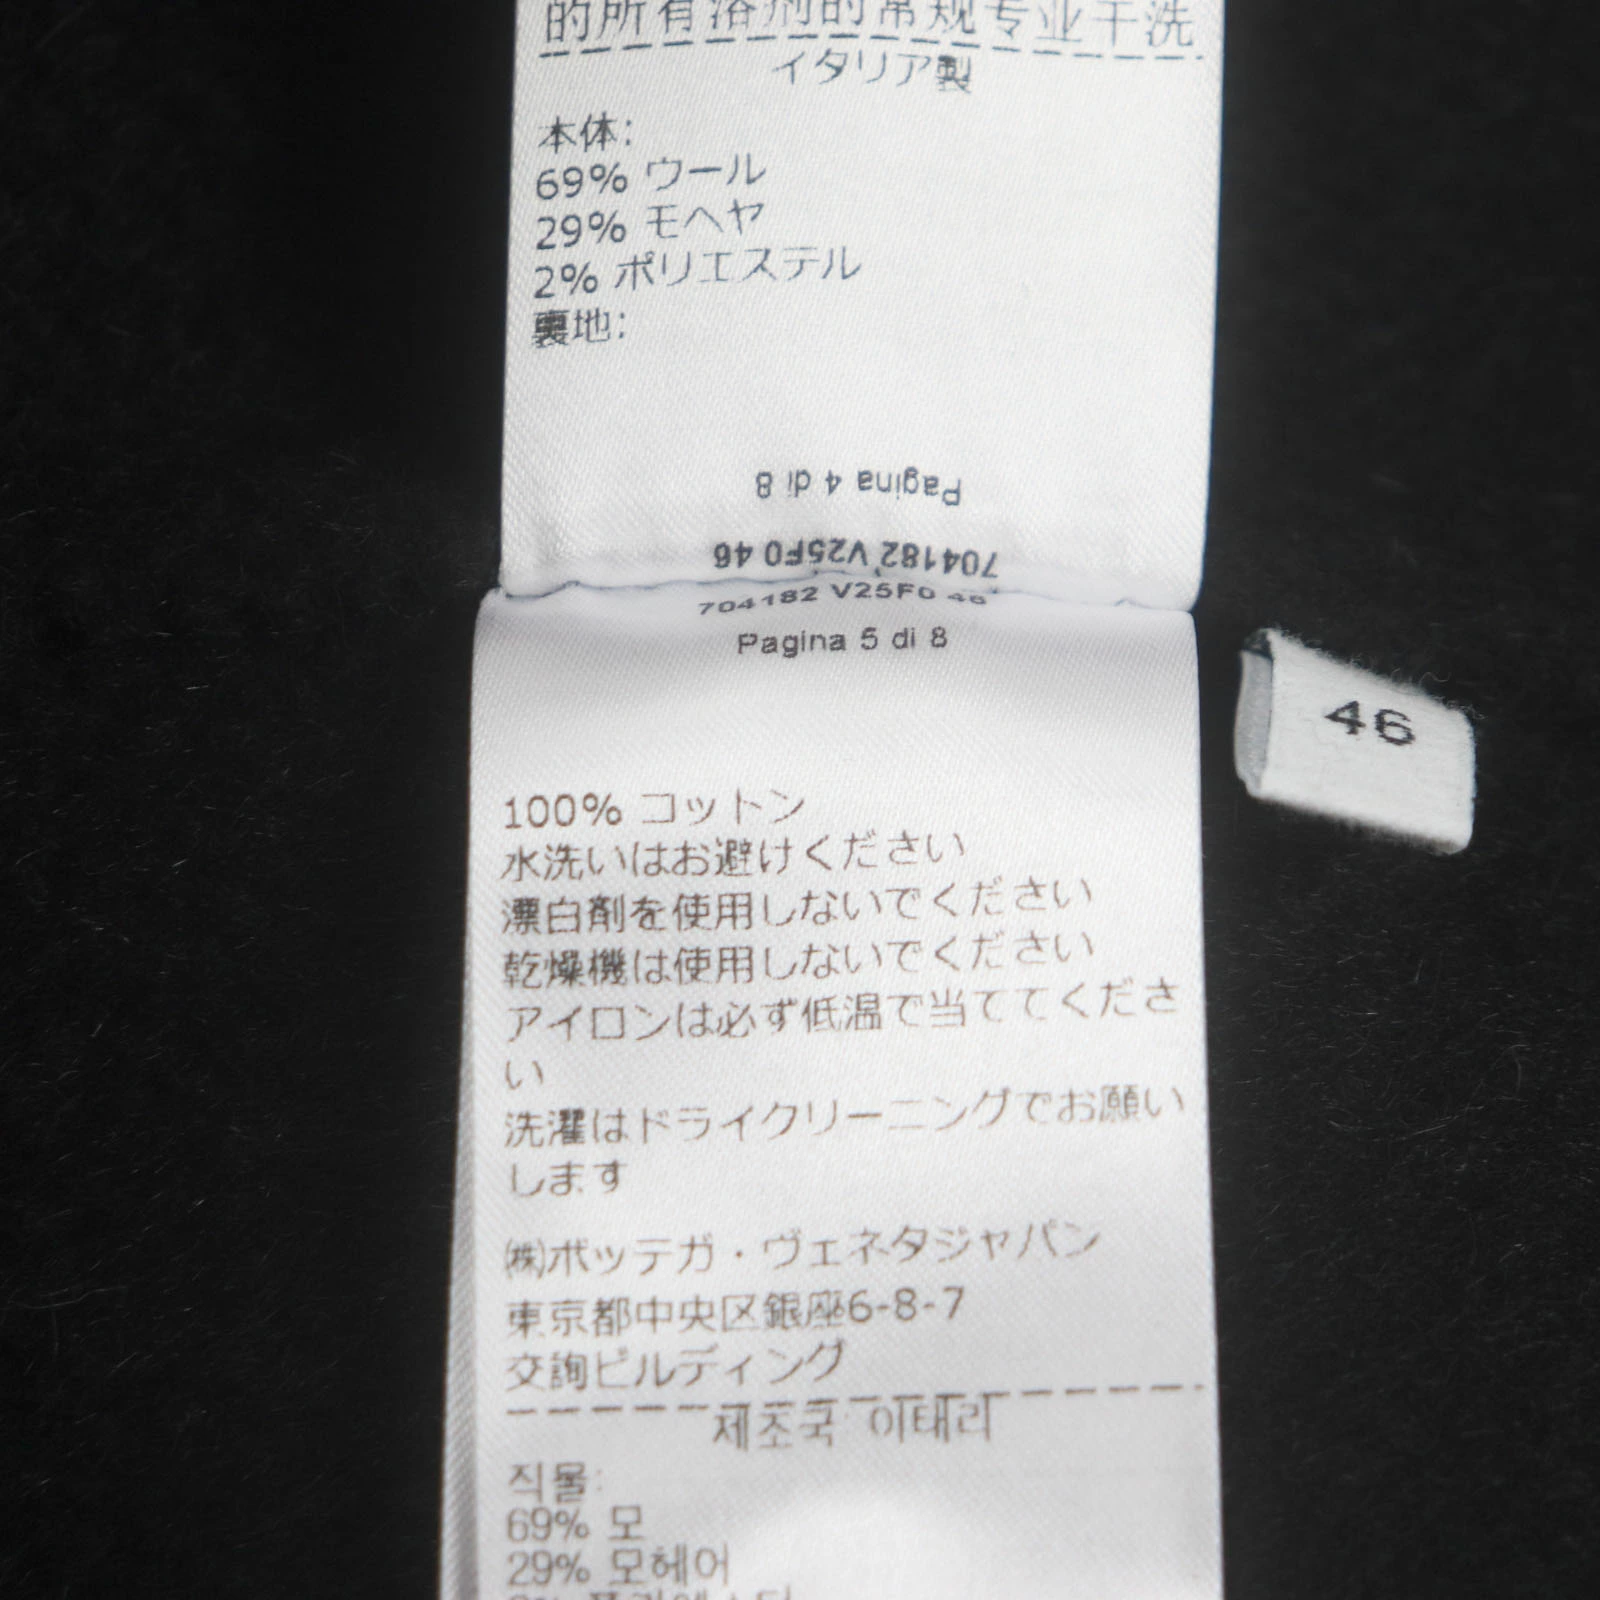 的所有溶剂的常规专业干洗
イタリア製
本体:
69% ウール
29% モヘヤ
2% ポリエステル
裏地:
Pagina 4 di 8
704182 V25F0 46
704182 V25F0 46
Pagina 5 di 8
46
100% コットン
水洗いはお避けください
漂白剤を使用しないでください
乾燥機は使用しないでください
アイロンは必ず低温で当ててくださ
い
洗濯はドライクリーニングでお願い
します
㈱ボッテガ・ヴェネタジャパン
東京都中央区銀座6-8-7
交詢ビルディング
제조국 이태리
직물:
69% 모
29% 모헤어